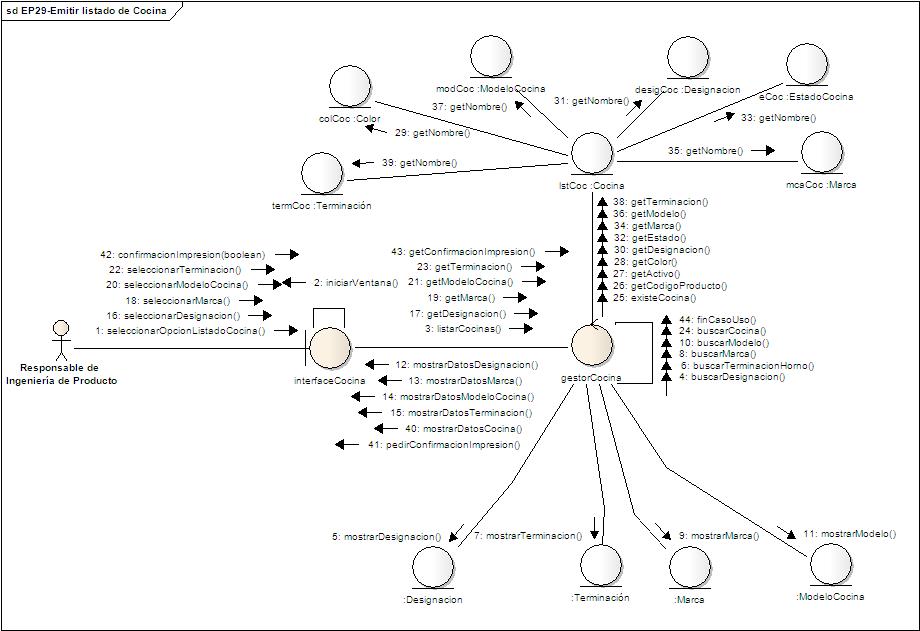 sd EP29-Emitir listado de Cocina
modCoc :ModeloCocina
desigCoc :Designacion
eCoc :EstadoCocina
colCoc :Color
37: getNombre()
31: getNombre()
33: getNombre()
29: getNombre()
35: getNombre()
39: getNombre()
mcaCoc :Marca
lstCoc :Cocina
termCoc :Terminación
38: getTerminacion()
36: getModelo()
34: getMarca()
32: getEstado()
30: getDesignacion()
28: getColor()
27: getActivo()
26: getCodigoProducto()
25: existeCocina()
42: confirmacionImpresion(boolean)
22: seleccionarTerminacion()
20: seleccionarModeloCocina()
18: seleccionarMarca()
16: seleccionarDesignacion()
1: seleccionarOpcionListadoCocina()
2: iniciarVentana()
43: getConfirmacionImpresion()
23: getTerminacion()
21: getModeloCocina()
19: getMarca()
17: getDesignacion()
3: listarCocinas()
44: finCasoUso()
24: buscarCocina()
10: buscarModelo()
8: buscarMarca()
6: buscarTerminacionHorno()
4: buscarDesignacion()
Responsable de
Ingeniería de Producto
interfaceCocina
gestorCocina
12: mostrarDatosDesignacion()
13: mostrarDatosMarca()
14: mostrarDatosModeloCocina()
15: mostrarDatosTerminacion()
40: mostrarDatosCocina()
41: pedirConfirmacionImpresion()
5: mostrarDesignacion()
7: mostrarTerminacion()
9: mostrarMarca()
11: mostrarModelo()
:Designacion
:Terminación
:Marca
:ModeloCocina